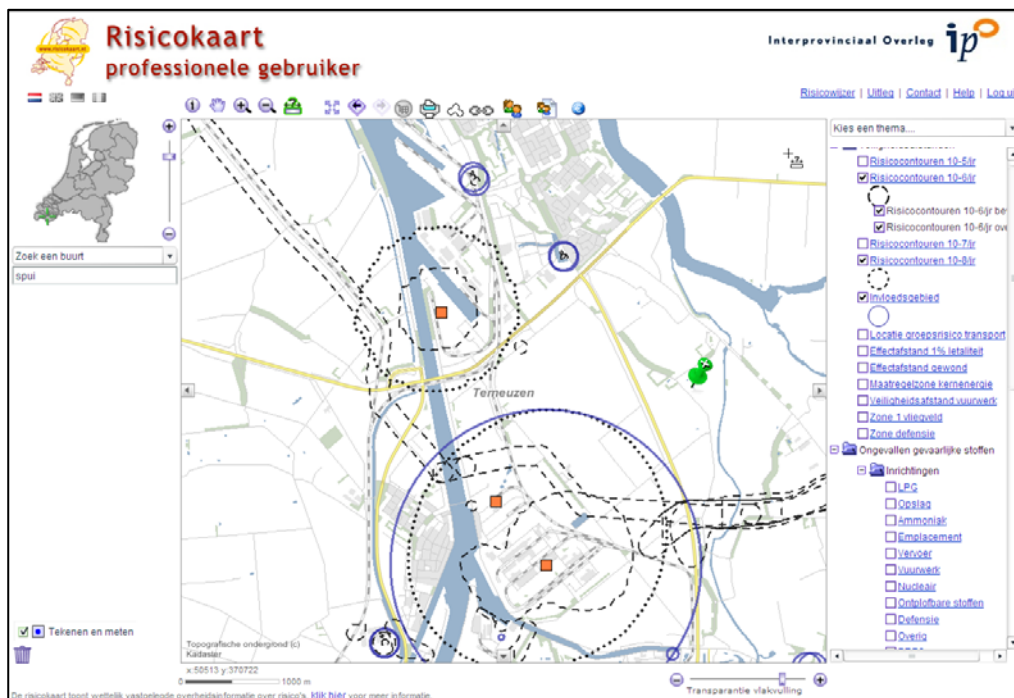 www.risicokaart.nl
Risicokaart
professionele gebruiker
Interprovinciaal Overleg ipo
Risicowijzer | Uitleg | Contact | Help | Log ui
Kies een thema....
Zoek een buurt
spui
Risicocontouren 10-5/jr
Risicocontouren 10-6/jr
Risicocontouren 10-6/jr be
Risicocontouren 10-6/jr ove
Risicocontouren 10-7/jr
Risicocontouren 10-8/jr
Invloedsgebied
Locatie groepsrisico transport
Effectafstand 1% letaliteit
Effectafstand gewond
Maatregelzone kernenergie
Veiligheidsafstand vuurwerk
Zone 1 vliegveld
Zone defensie
Ongevallen gevaarlijke stoffen
Inrichtingen
LPG
Opslag
Ammoniak
Emplacement
Vervoer
Vuurwerk
Nucleair
Ontplofbare stoffen
Defensie
Overig
Terneuzen
Tekenen en meten
Topografische ondergrond (c)
Kadaster
x:50513 y:370722
0 1000 m
Transparantie vlakvulling
De risicokaart toont wettelijk vastgelegde overheidsinformatie over risico's, klik hier voor meer informatie.